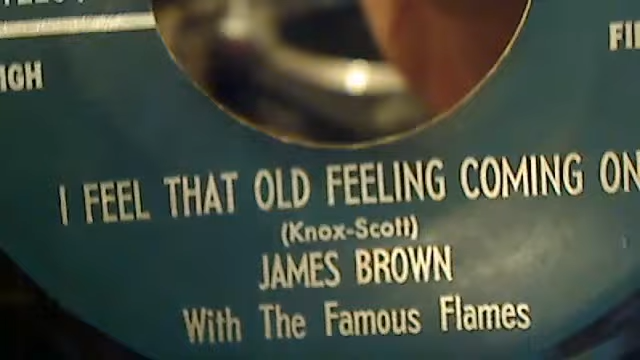 I FEEL THAT OLD FEELING COMING ON
(Knox-Scott)
JAMES BROWN
With The Famous Flames